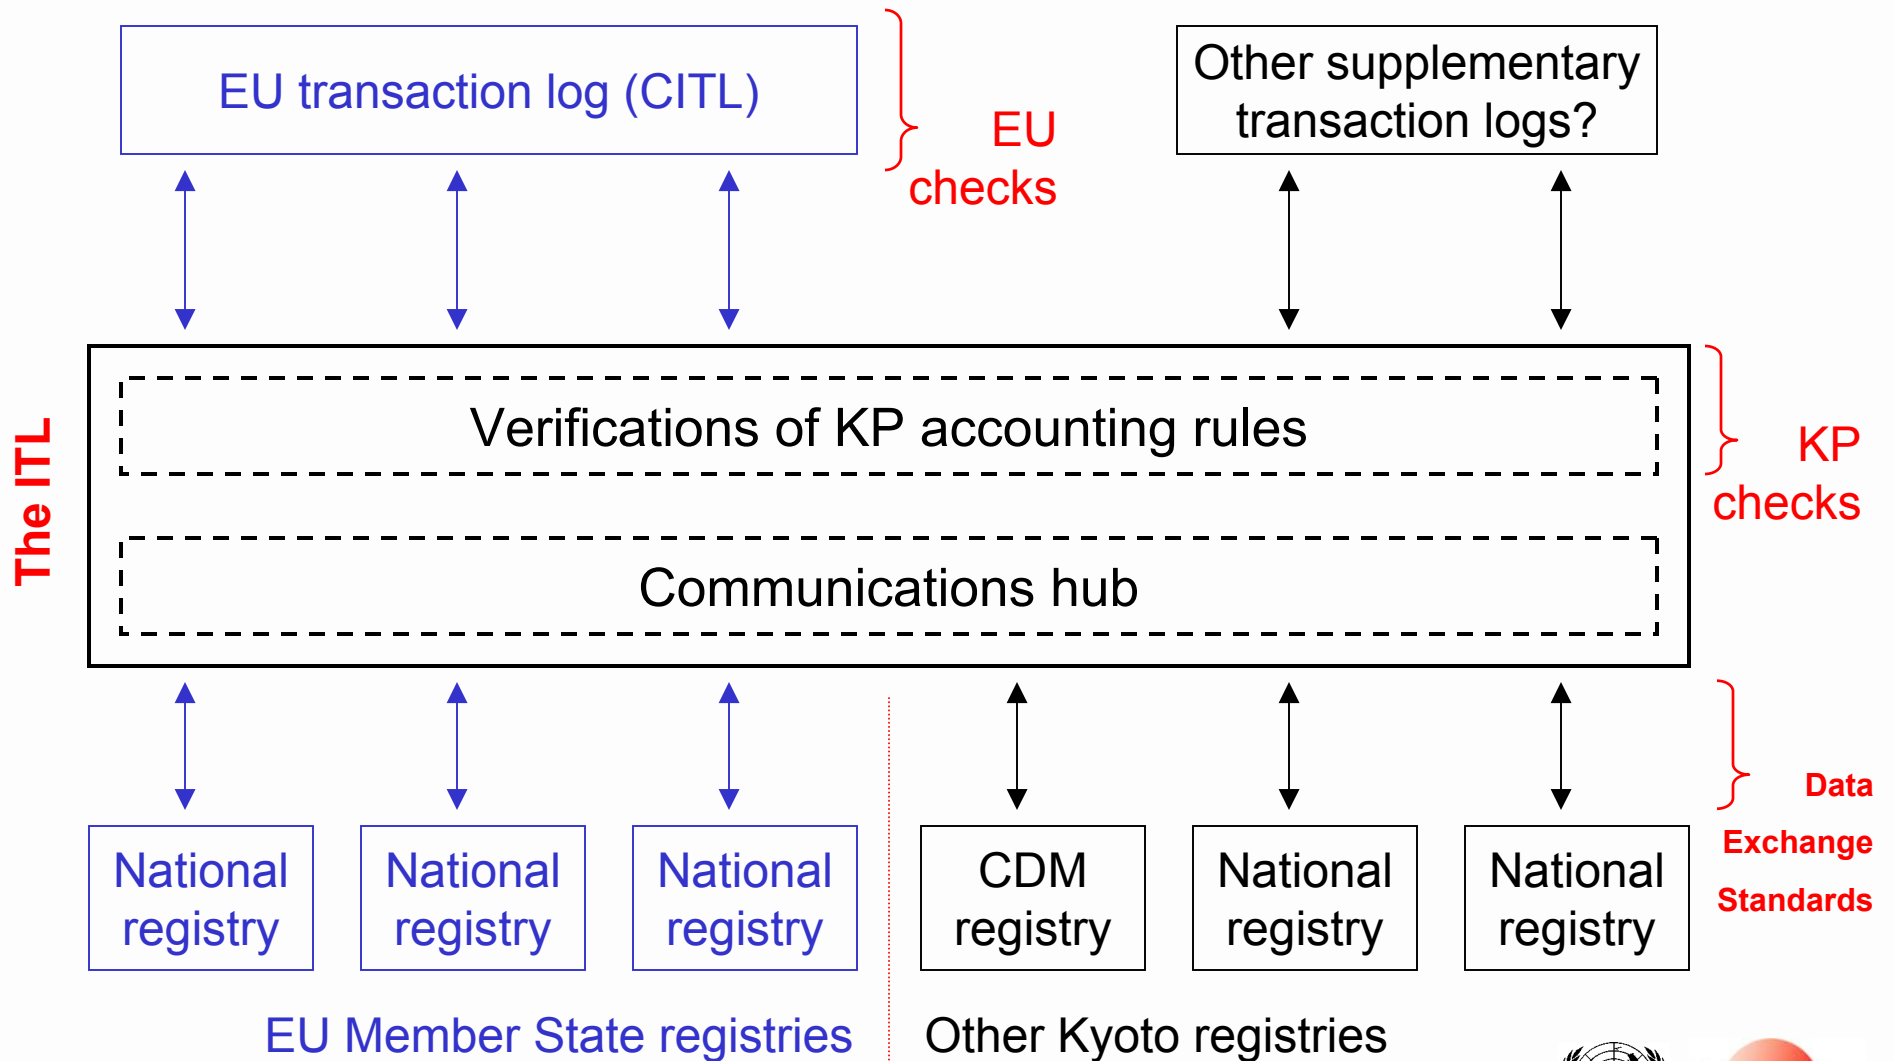 EU transaction log (CITL)
EU
checks
Other supplementary
transaction logs?
The ITL
Verifications of KP accounting rules
KP
checks
Communications hub
Data
Exchange
Standards
National
registry
National
registry
National
registry
CDM
registry
National
registry
National
registry
EU Member State registries
Other Kyoto registries